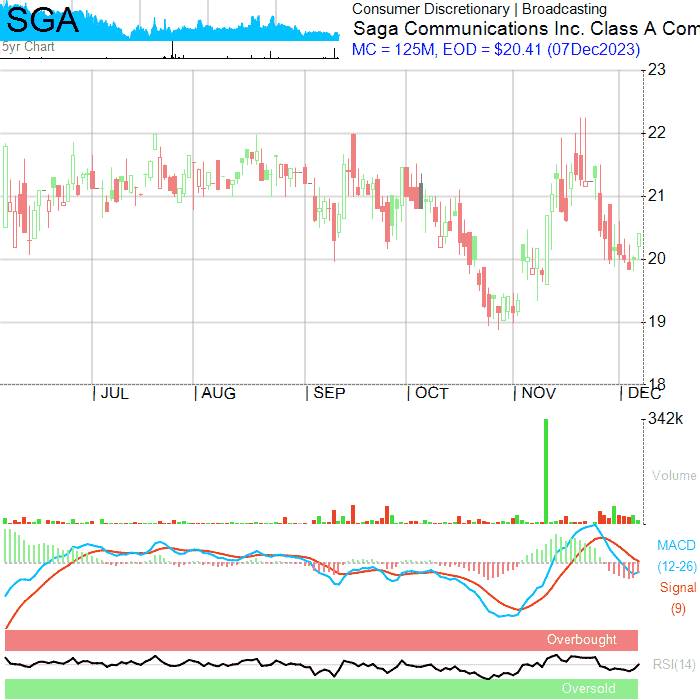 SGA
5yr Chart
Consumer Discretionary | Broadcasting
Saga Communications Inc. Class A Com
MC = 125M, EOD = $20.41 (07Dec2023)
23
22
21
20
19
18
JUL
AUG
SEP
OCT
NOV
DEC
342k
Volume
MACD
(12-26)
Signal
(9)
Overbought
RSI(14)
Oversold